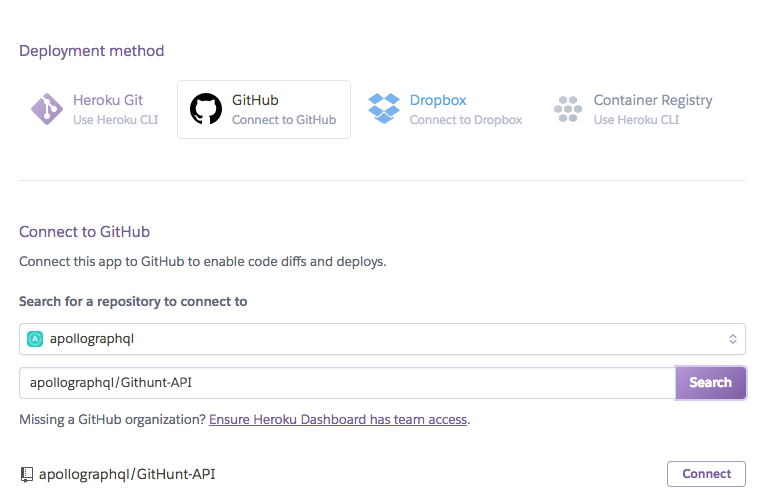 Deployment method
Heroku Git
Use Heroku CLI
GitHub
Connect to GitHub
Dropbox
Connect to Dropbox
Container Registry
Use Heroku CLI
Connect to GitHub
Connect this app to GitHub to enable code diffs and deploys.
Search for a repository to connect to
A apollographql
apollographql/Githunt-API
Search
Missing a GitHub organization? Ensure Heroku Dashboard has team access.
apollographql/GitHunt-API
Connect